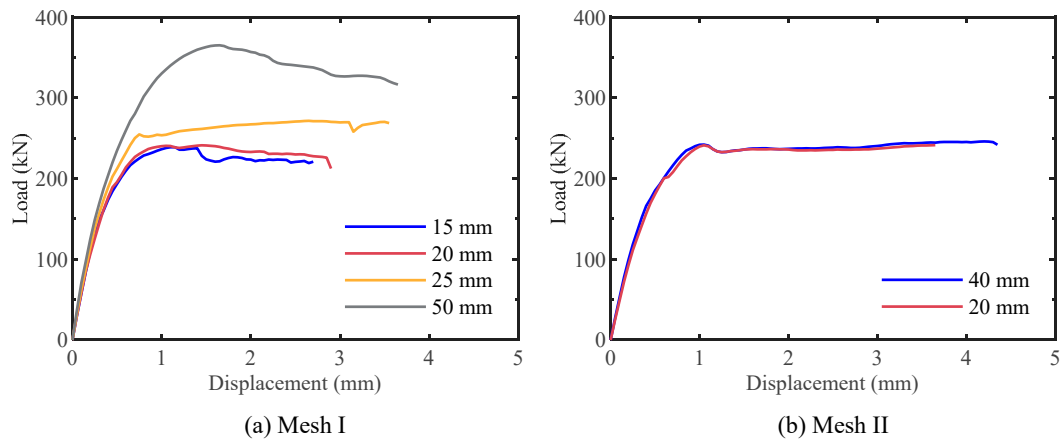 400
300
200
100
0
Load (kN)
0 1 2 3 4 5
Displacement (mm)
15 mm
20 mm
25 mm
50 mm
(a) Mesh I
400
300
200
100
0
Load (kN)
0 1 2 3 4 5
Displacement (mm)
40 mm
20 mm
(b) Mesh II